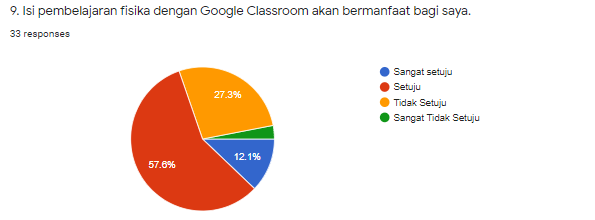 9. Isi pembelajaran fisika dengan Google Classroom akan bermanfaat bagi saya.
33 responses
Sangat setuju
Setuju
Tidak Setuju
Sangat Tidak Setuju
27.3%
12.1%
57.6%